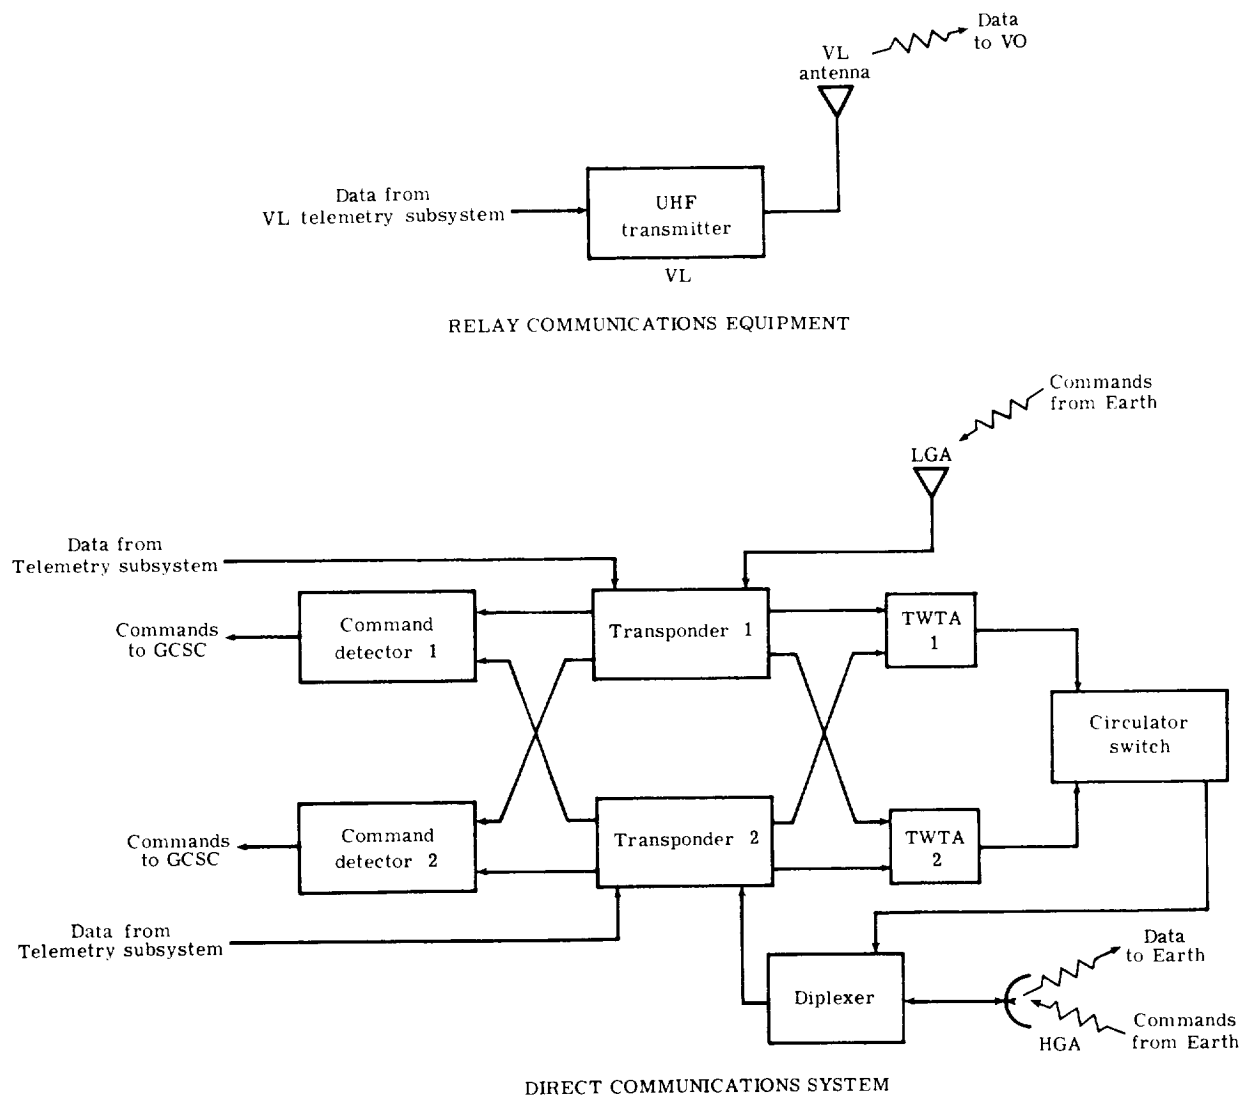 Data
to VO
VL
antenna
Data from
VL telemetry subsystem
UHF
transmitter
VL
RELAY COMMUNICATIONS EQUIPMENT
Commands
from Earth
LGA
Data from
Telemetry subsystem
Commands
to GCSC
Command
detector 1
Transponder 1
TWTA
1
Circulator
switch
Commands
to GCSC
Command
detector 2
Transponder 2
TWTA
2
Data from
Telemetry subsystem
Diplexer
Data
to Earth
HGA
Commands
from Earth
DIRECT COMMUNICATIONS SYSTEM